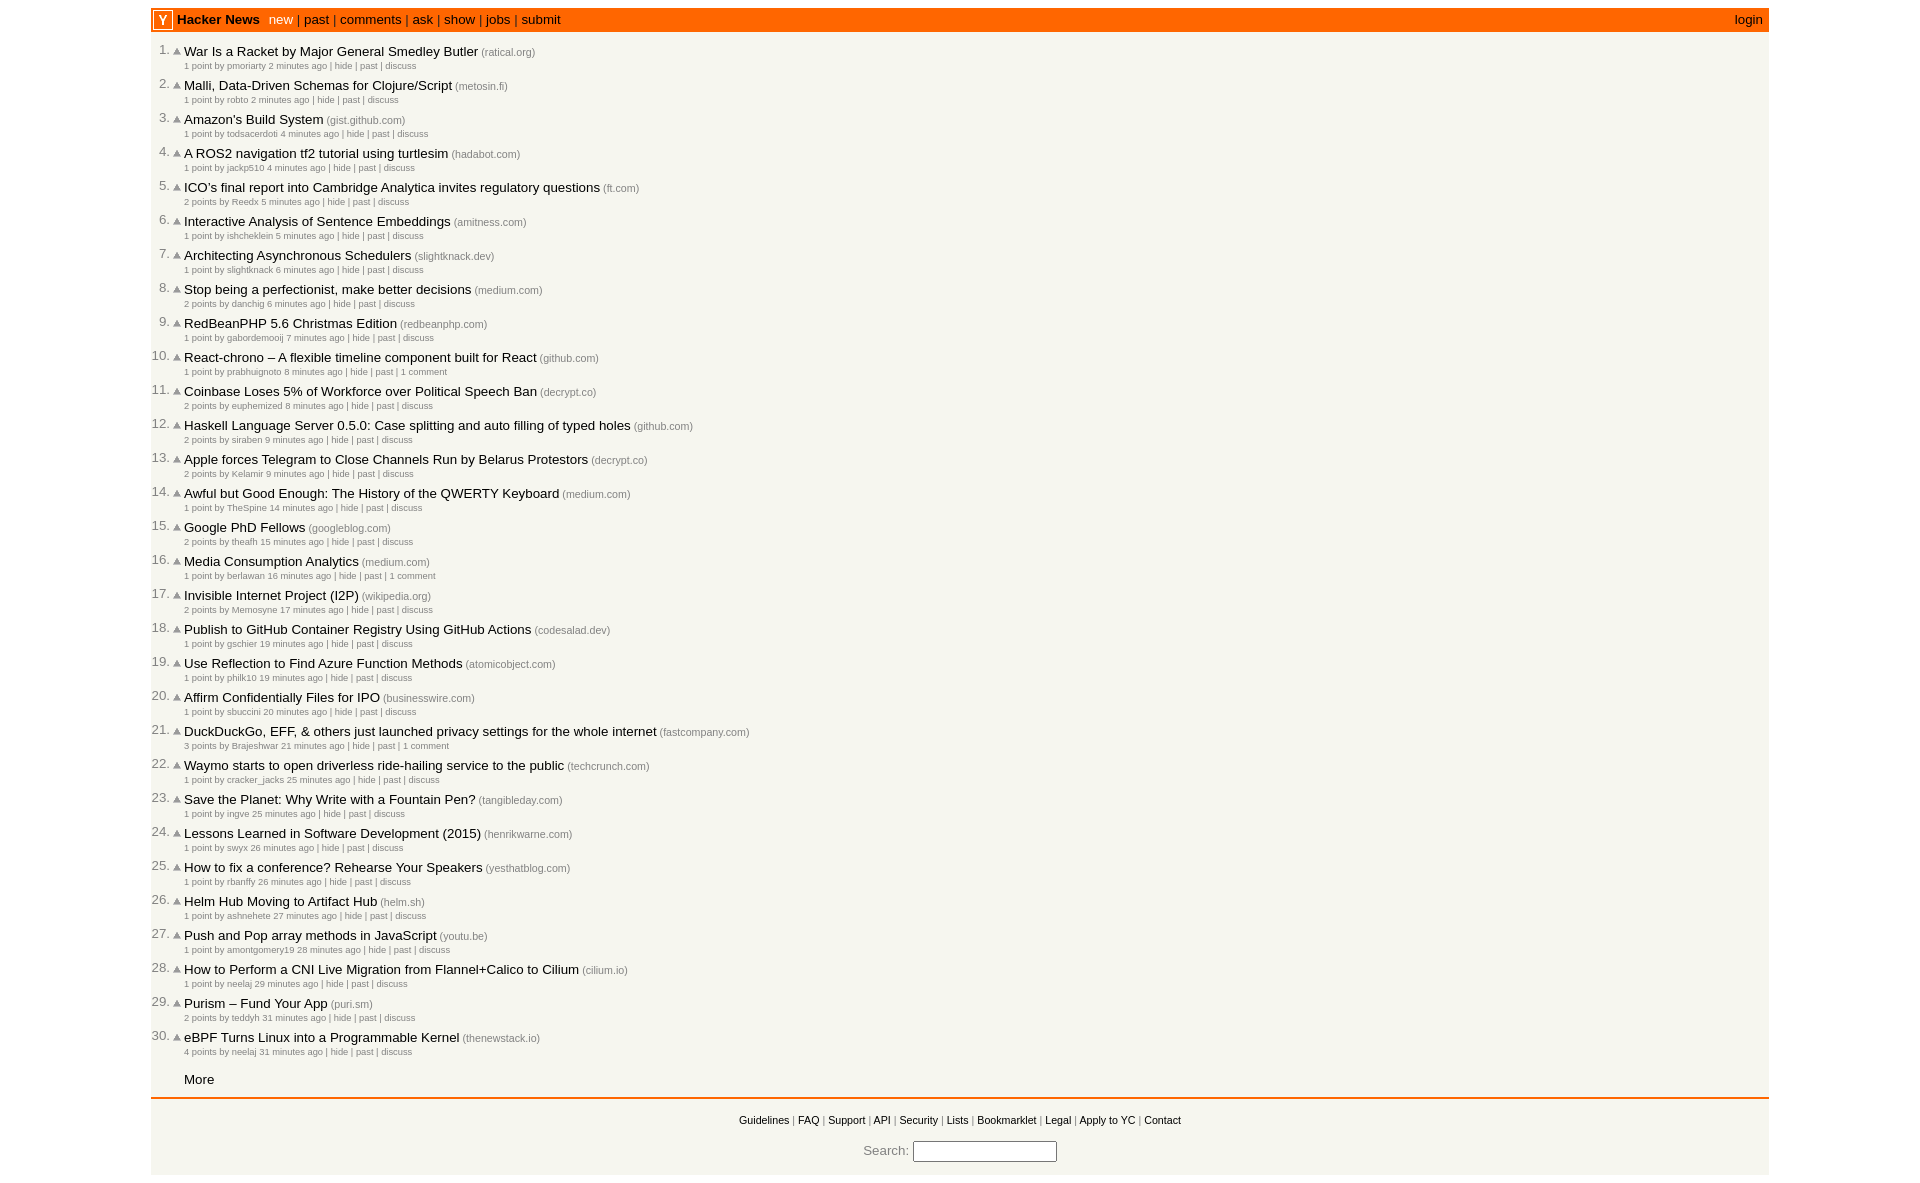 Y Hacker News new | past | comments | ask | show | jobs | submit login
1. War Is a Racket by Major General Smedley Butler (ratical.org)
1 point by pmoriarty 2 minutes ago | hide | past | discuss
2. Malli, Data-Driven Schemas for Clojure/Script (metosin.fi)
1 point by robto 2 minutes ago | hide | past | discuss
3. Amazon's Build System (gist.github.com)
1 point by todsacerdoti 4 minutes ago | hide | past | discuss
4. A ROS2 navigation tf2 tutorial using turtlesim (hadabot.com)
1 point by jackp510 4 minutes ago | hide | past | discuss
5. ICO's final report into Cambridge Analytica invites regulatory questions (ft.com)
2 points by Reedx 5 minutes ago | hide | past | discuss
6. Interactive Analysis of Sentence Embeddings (amitness.com)
1 point by ishcheklein 5 minutes ago | hide | past | discuss
7. Architecting Asynchronous Schedulers (slightknack.dev)
1 point by slightknack 6 minutes ago | hide | past | discuss
8. Stop being a perfectionist, make better decisions (medium.com)
2 points by danchig 6 minutes ago | hide | past | discuss
9. RedBeanPHP 5.6 Christmas Edition (redbeanphp.com)
1 point by gabordemooij 7 minutes ago | hide | past | discuss
10. React-chrono – A flexible timeline component built for React (github.com)
1 point by prabhuignoto 8 minutes ago | hide | past | 1 comment
11. Coinbase Loses 5% of Workforce over Political Speech Ban (decrypt.co)
2 points by euphemized 8 minutes ago | hide | past | discuss
12. Haskell Language Server 0.5.0: Case splitting and auto filling of typed holes (github.com)
2 points by siraben 9 minutes ago | hide | past | discuss
13. Apple forces Telegram to Close Channels Run by Belarus Protestors (decrypt.co)
2 points by Kelamir 9 minutes ago | hide | past | discuss
14. Awful but Good Enough: The History of the QWERTY Keyboard (medium.com)
1 point by TheSpine 14 minutes ago | hide | past | discuss
15. Google PhD Fellows (googleblog.com)
2 points by theafh 15 minutes ago | hide | past | discuss
16. Media Consumption Analytics (medium.com)
1 point by berlawan 16 minutes ago | hide | past | 1 comment
17. Invisible Internet Project (I2P) (wikipedia.org)
2 points by Memosyne 17 minutes ago | hide | past | discuss
18. Publish to GitHub Container Registry Using GitHub Actions (codesalad.dev)
1 point by gschier 19 minutes ago | hide | past | discuss
19. Use Reflection to Find Azure Function Methods (atomicobject.com)
1 point by philk10 19 minutes ago | hide | past | discuss
20. Affirm Confidentially Files for IPO (businesswire.com)
1 point by sbuccini 20 minutes ago | hide | past | discuss
21. DuckDuckGo, EFF, & others just launched privacy settings for the whole internet (fastcompany.com)
3 points by Brajeshwar 21 minutes ago | hide | past | 1 comment
22. Waymo starts to open driverless ride-hailing service to the public (techcrunch.com)
1 point by cracker_jacks 25 minutes ago | hide | past | discuss
23. Save the Planet: Why Write with a Fountain Pen? (tangibleday.com)
1 point by ingve 25 minutes ago | hide | past | discuss
24. Lessons Learned in Software Development (2015) (henrikwarne.com)
1 point by swyx 26 minutes ago | hide | past | discuss
25. How to fix a conference? Rehearse Your Speakers (yesthatblog.com)
1 point by rbanffy 26 minutes ago | hide | past | discuss
26. Helm Hub Moving to Artifact Hub (helm.sh)
1 point by ashnehete 27 minutes ago | hide | past | discuss
27. Push and Pop array methods in JavaScript (youtu.be)
1 point by amontgomery19 28 minutes ago | hide | past | discuss
28. How to Perform a CNI Live Migration from Flannel+Calico to Cilium (cilium.io)
1 point by neelaj 29 minutes ago | hide | past | discuss
29. Purism – Fund Your App (puri.sm)
2 points by teddyh 31 minutes ago | hide | past | discuss
30. eBPF Turns Linux into a Programmable Kernel (thenewstack.io)
4 points by neelaj 31 minutes ago | hide | past | discuss
More
Guidelines | FAQ | Support | API | Security | Lists | Bookmarklet | Legal | Apply to YC | Contact
Search: